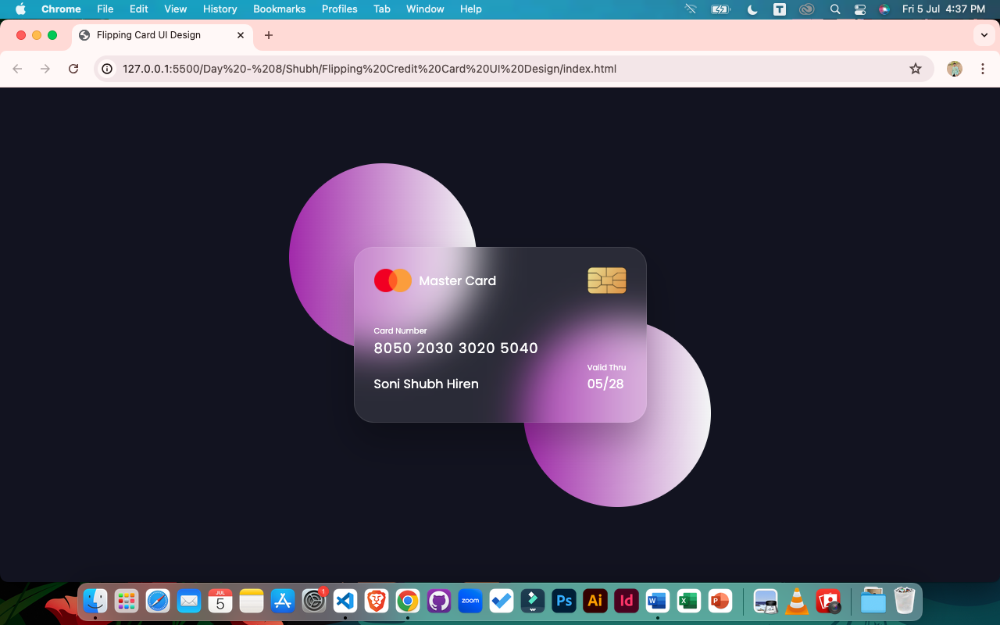 Chrome File Edit View History Bookmarks Profiles Tab Window Help T Fri 5 Jul 4:37 PM
Flipping Card UI Design
127.0.0.1:5500/Day%20-%208/Shubh/Flipping%20Credit%20Card%20UI%20Design/index.html
Master Card
Card Number
8050 2030 3020 5040
Valid Thru
Soni Shubh Hiren 05/28
JUL
5
1
zoom
Ps
Ai
Id
W
X
P